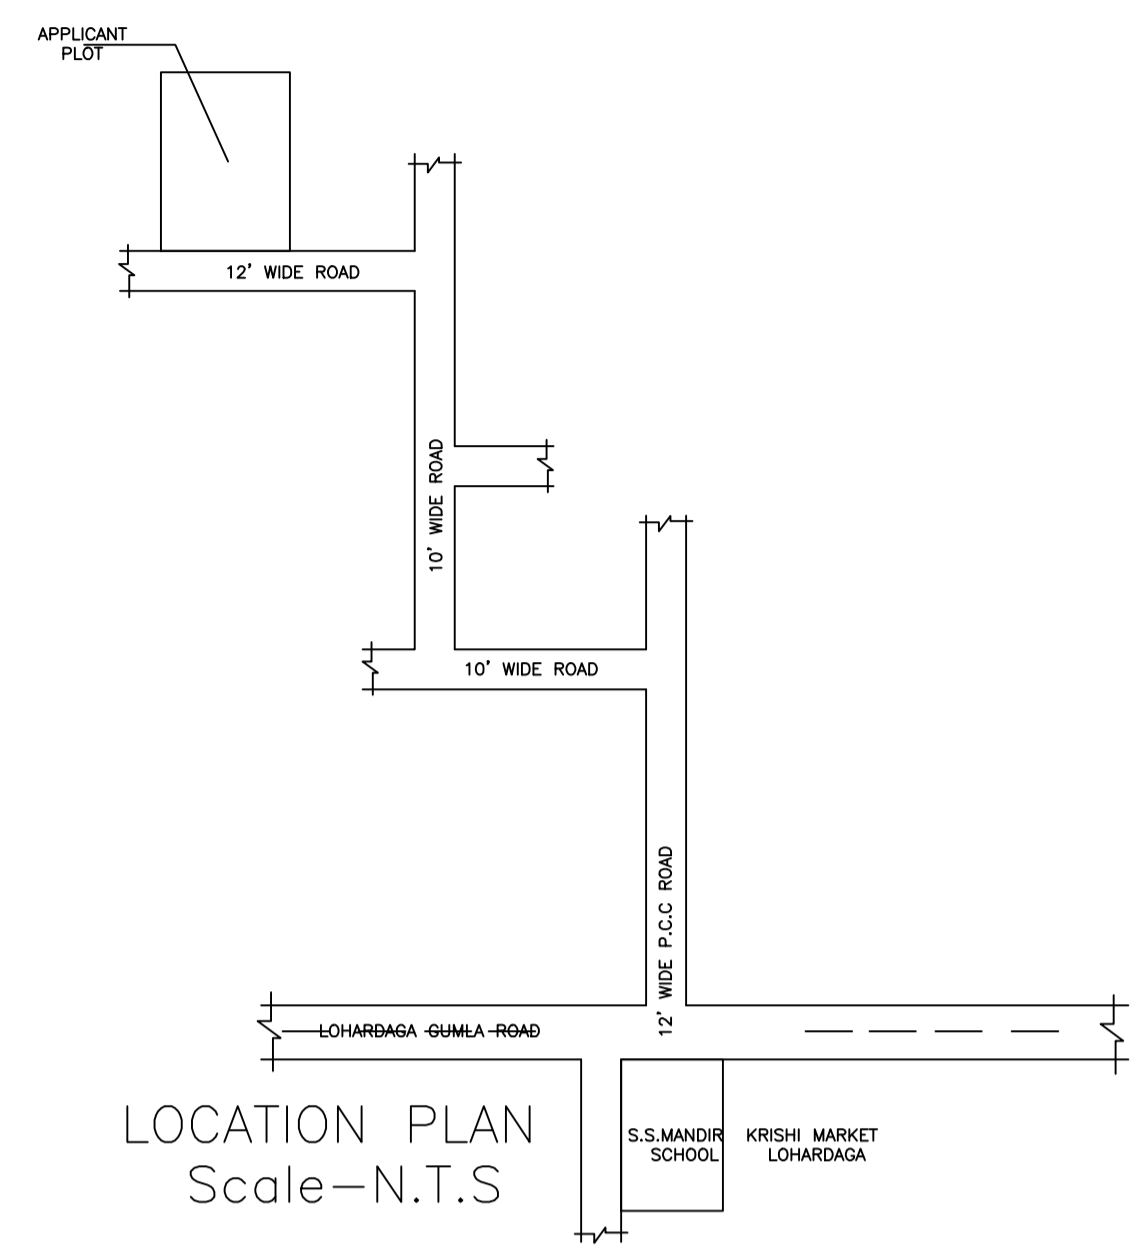 APPLICANT
PLOT
12' WIDE ROAD
10' WIDE ROAD
10' WIDE ROAD
12' WIDE P.C.C ROAD
LOHARDAGA GUMLA ROAD
LOCATION PLAN
Scale-N.T.S
S.S.MANDIR
SCHOOL
KRISHI MARKET
LOHARDAGA